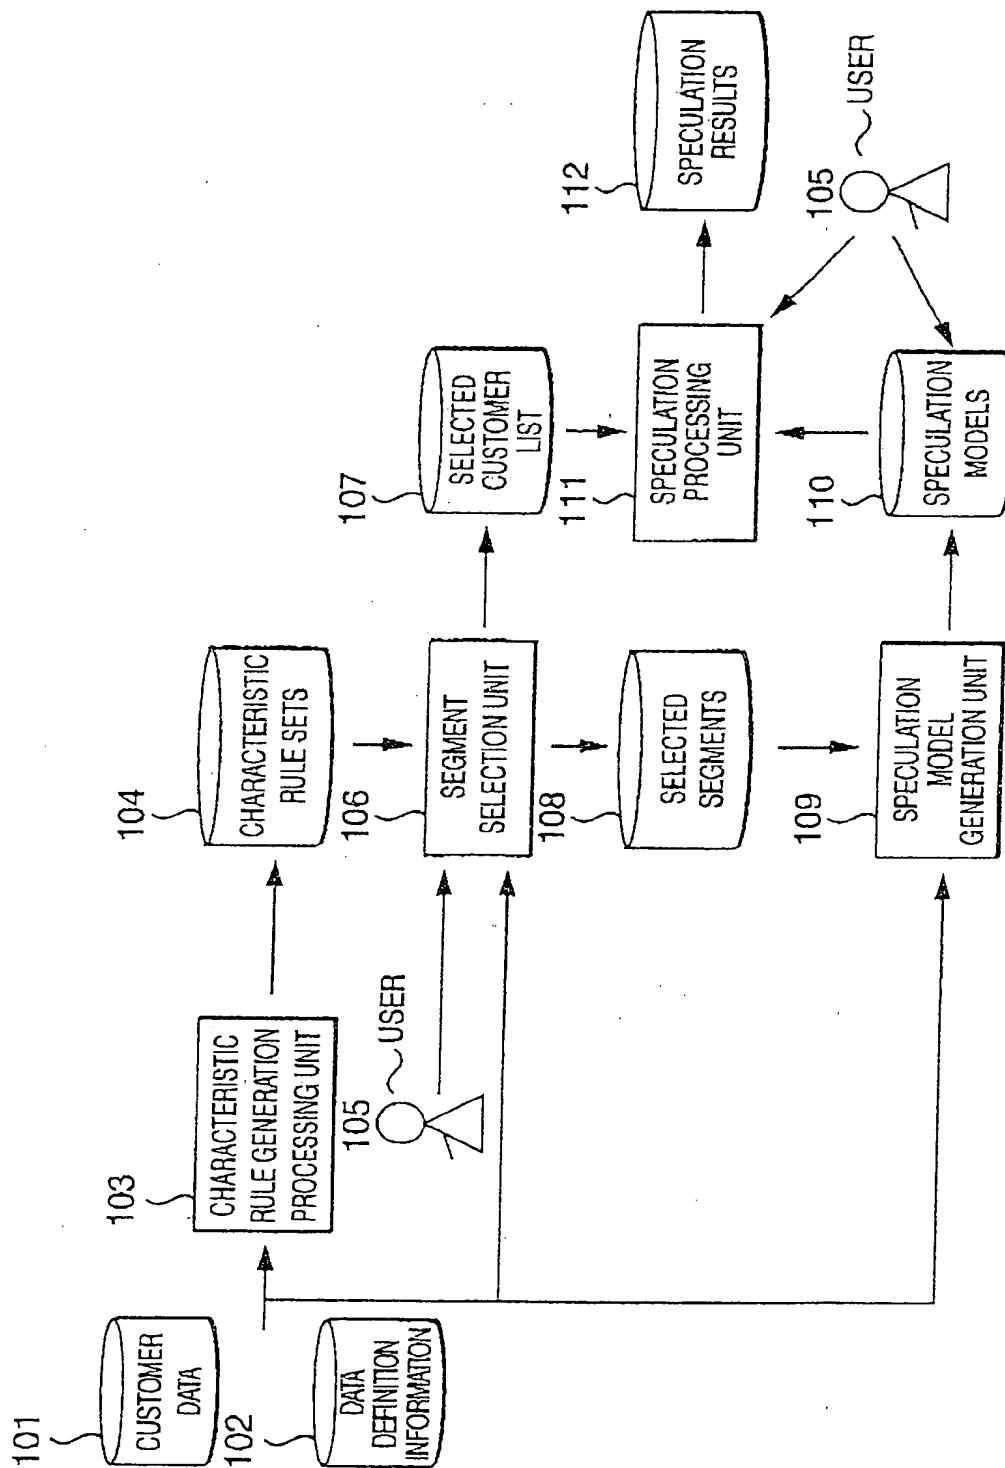 101
CUSTOMER
DATA
102
DATA
DEFINITION
INFORMATION
103
CHARACTERISTIC
RULE GENERATION
PROCESSING UNIT
104
CHARACTERISTIC
RULE SETS
105
USER
106
SEGMENT
SELECTION UNIT
107
SELECTED
CUSTOMER
LIST
108
SELECTED
SEGMENTS
109
SPECULATION
MODEL
GENERATION UNIT
110
SPECULATION
MODELS
111
SPECULATION
PROCESSING
UNIT
112
SPECULATION
RESULTS
105
USER